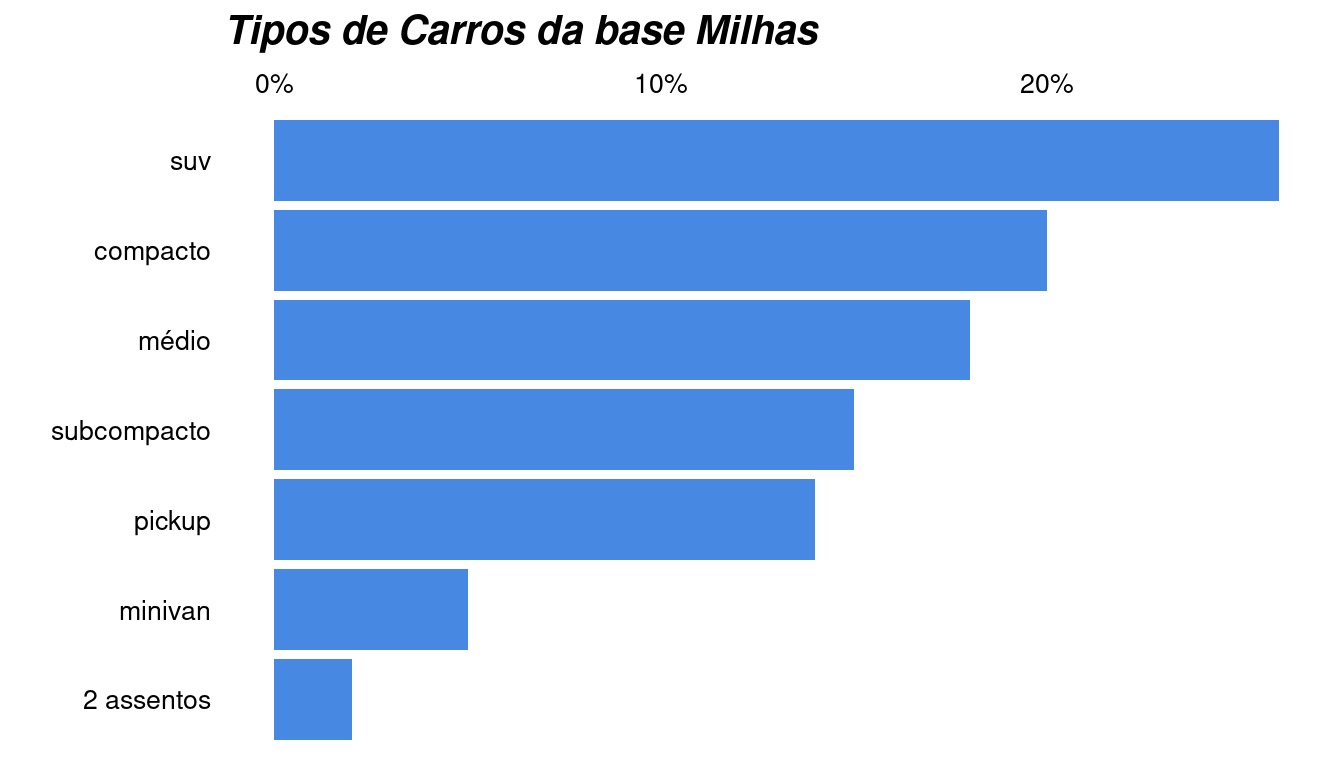 Tipos de Carros da base Milhas
0% 10% 20%
suv
compacto
médio
subcompacto
pickup
minivan
2 assentos